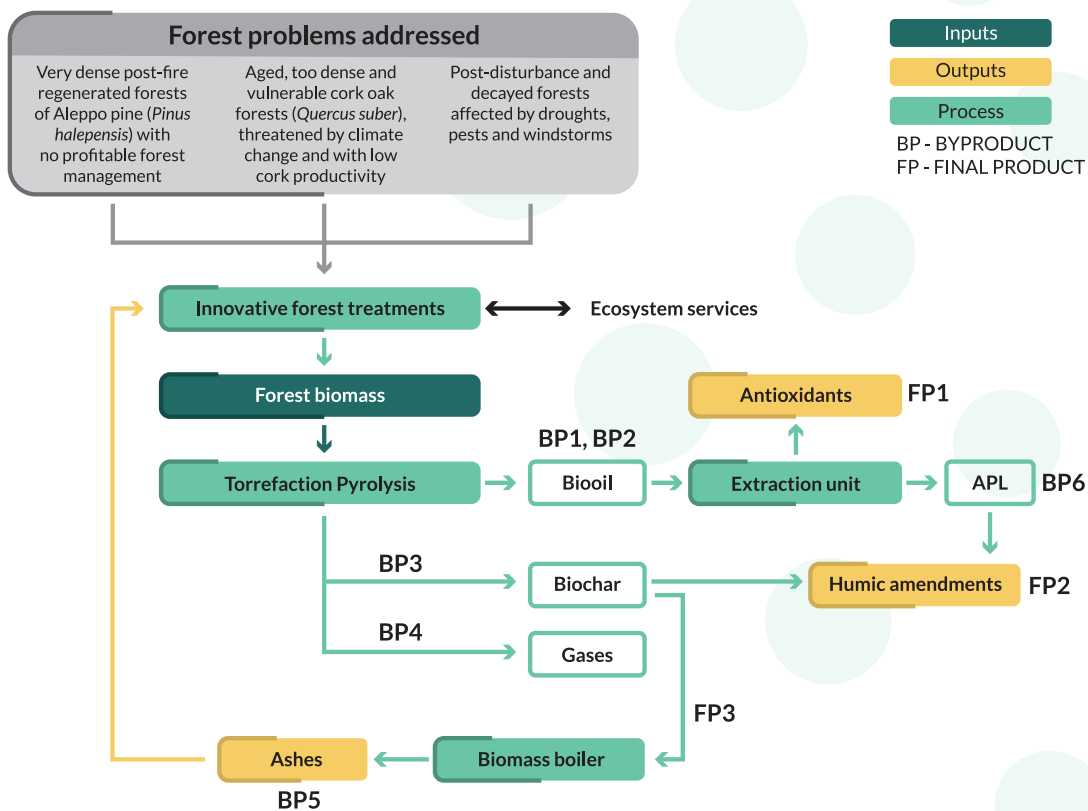 Forest problems addressed
Very dense post-fire
regenerated forests
of Aleppo pine (Pinus
halepensis) with
no profitable forest
management
Aged, too dense and
vulnerable cork oak
forests (Quercus suber),
threatened by climate
change and with low
cork productivity
Post-disturbance and
decayed forests
affected by droughts,
pests and windstorms
Inputs
Outputs
Process
BP - BYPRODUCT
FP - FINAL PRODUCT
Innovative forest treatments
Ecosystem services
Forest biomass
Antioxidants
FP1
BP1, BP2
Torrefaction Pyrolysis
Biooil
Extraction unit
APL
BP6
BP3
Biochar
Humic amendments
FP2
BP4
Gases
FP3
Ashes
Biomass boiler
BP5